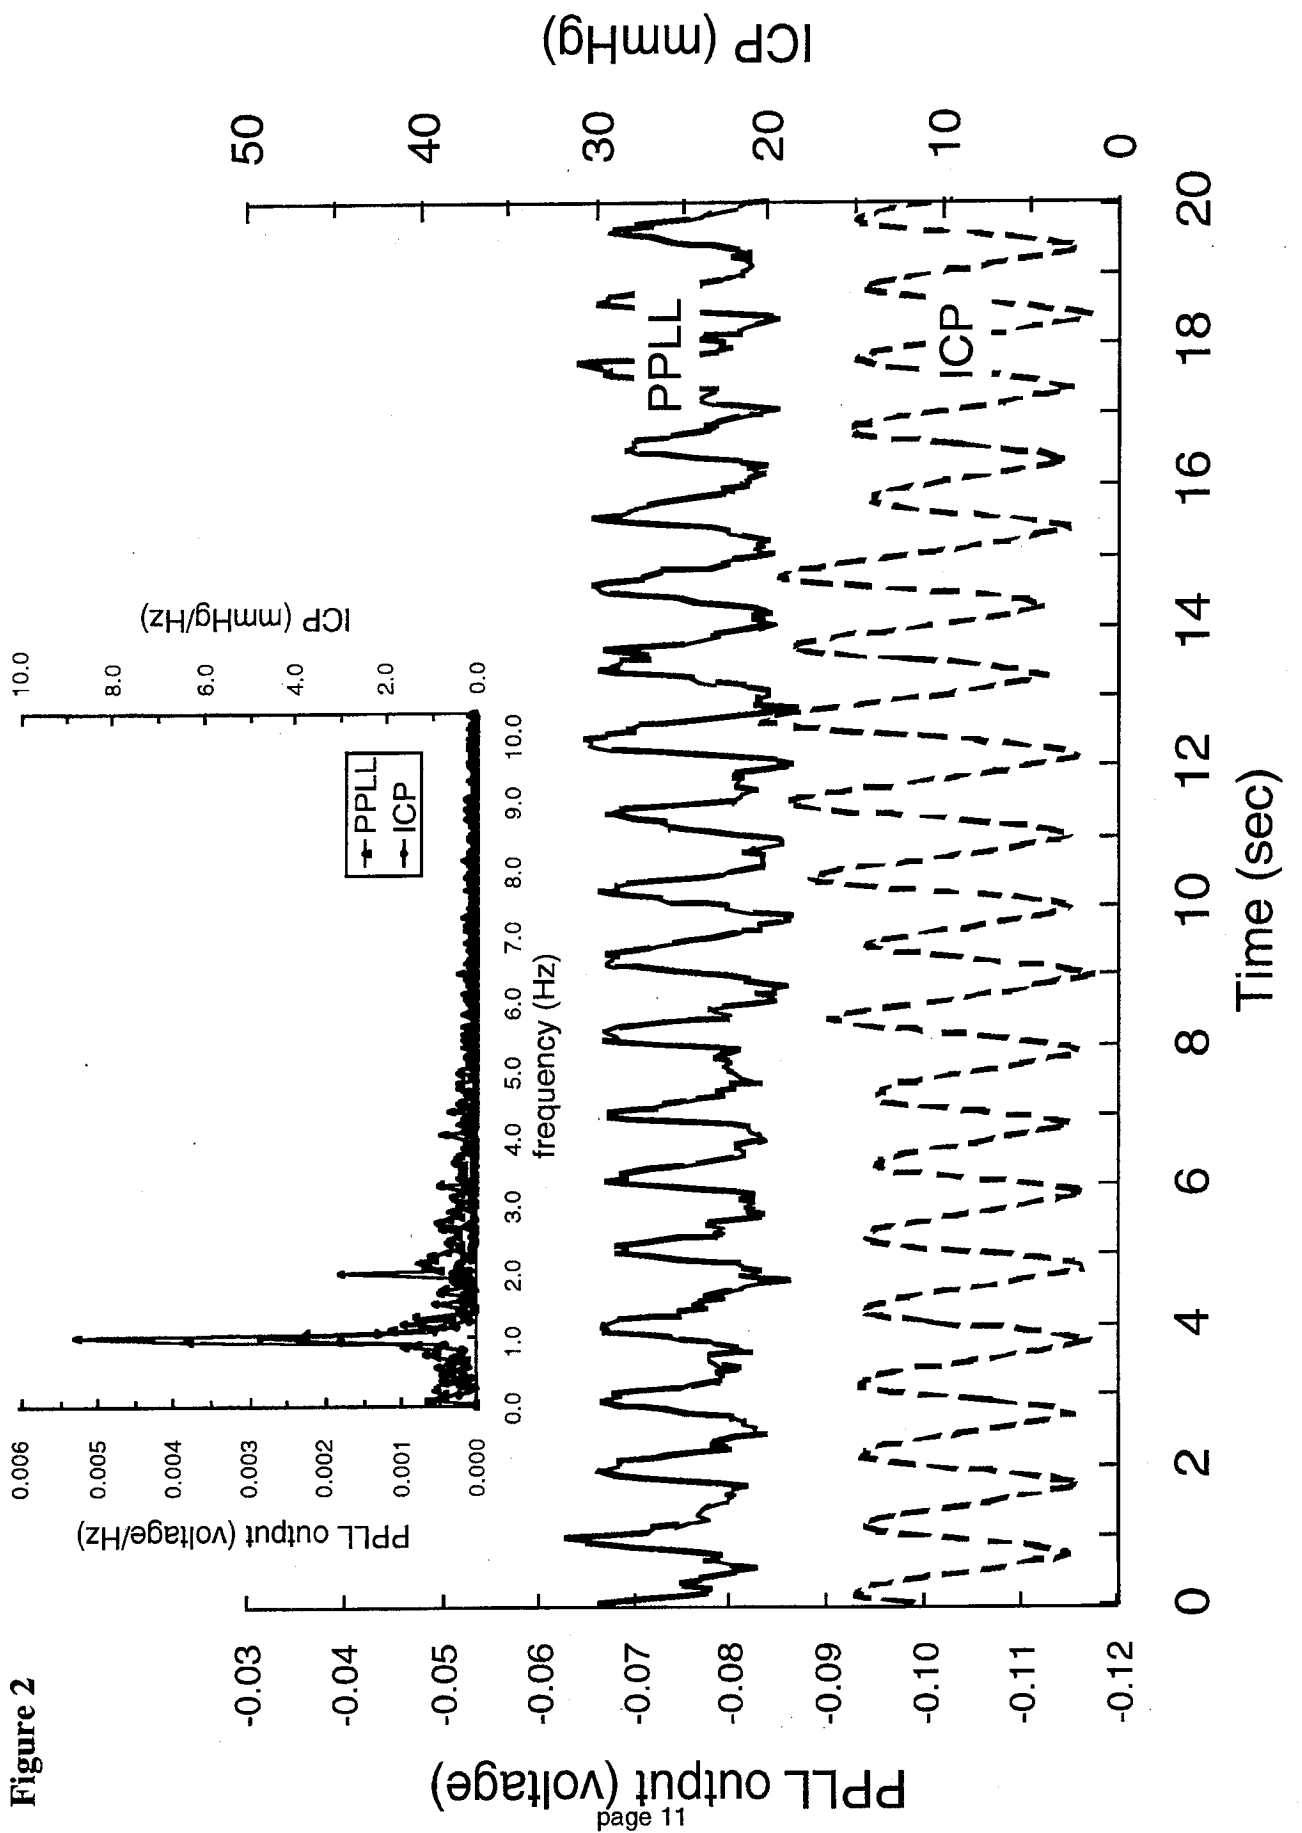 Figure 2
PPLL output (voltage/Hz)
0.006
0.005
0.004
0.003
0.002
0.001
0.000
ICP (mmHg/Hz)
10.0
8.0
6.0
4.0
2.0
0.0
PPLL
ICP
0.0 1.0 2.0 3.0 4.0 5.0 6.0 7.0 8.0 9.0 10.0
frequency (Hz)
PPLL output (voltage)
-0.03
-0.04
-0.05
-0.06
-0.07
-0.08
-0.09
-0.10
-0.11
-0.12
PPLL
ICP
ICP (mmHg)
50
40
30
20
10
0
0 2 4 6 8 10 12 14 16 18 20
Time (sec)
page 11